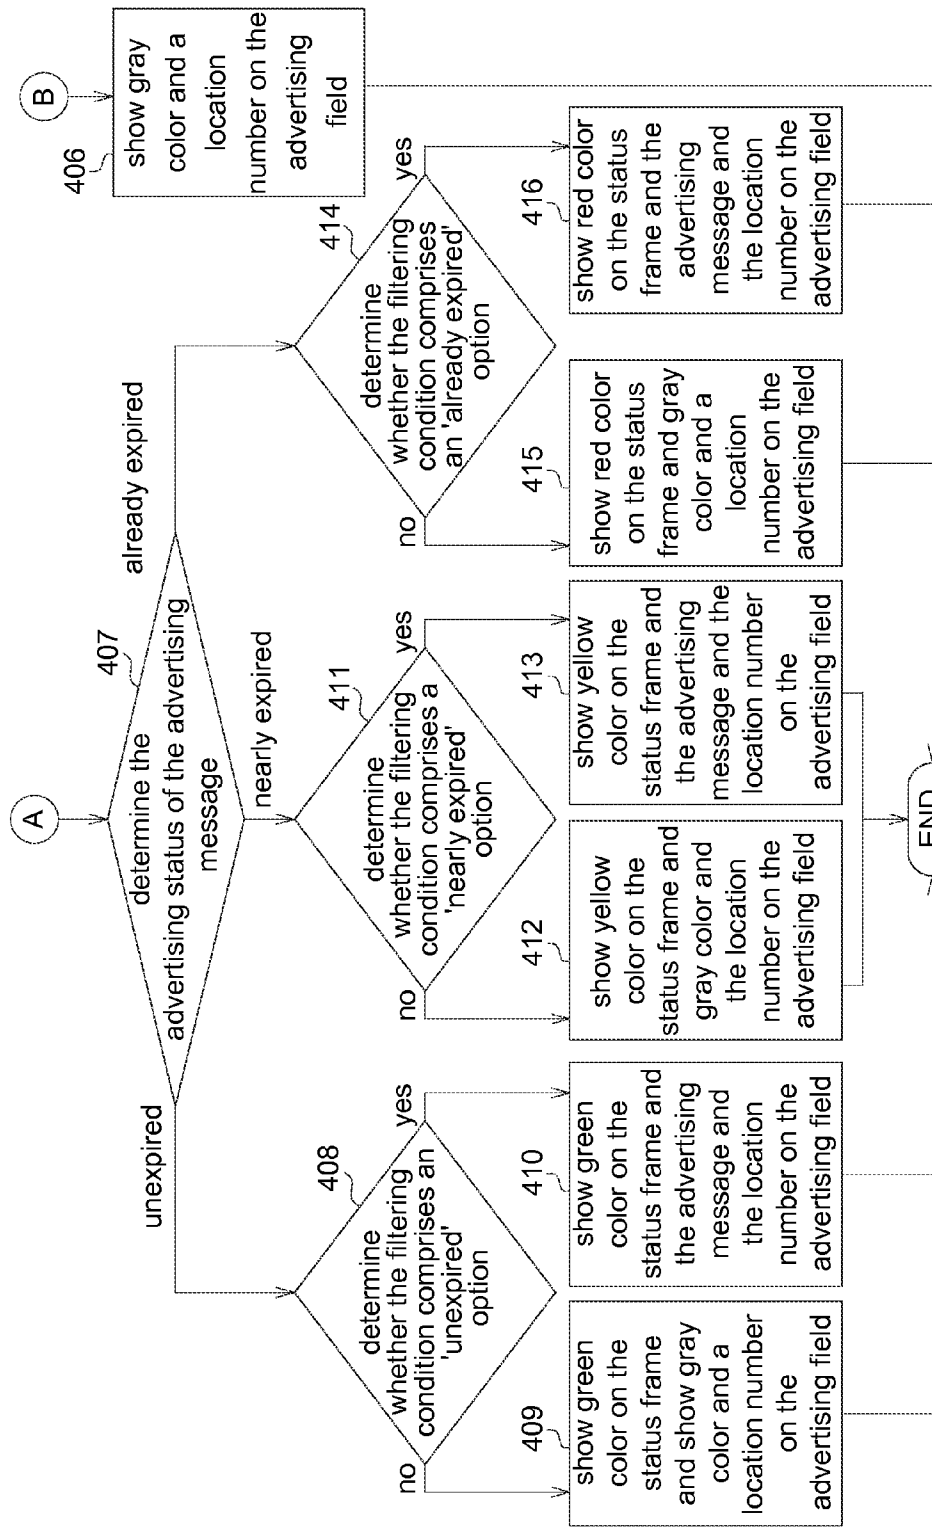 A
B
determine the
advertising status of the advertising
message
407
unexpired
nearly expired
already expired
406
show gray
color and a
location
number on the
advertising
field
determine
whether the filtering
condition comprises an
'unexpired'
option
408
no
yes
determine
whether the filtering
condition comprises a
'nearly expired'
option
411
no
yes
determine
whether the filtering
condition comprises
an 'already expired'
option
414
no
yes
409
show green
color on the
status frame
and show gray
color and a
location number
on the
advertising field
410
show green
color on the
status frame and
the advertising
message and
the location
number on the
advertising field
412
show yellow
color on the
status frame and
gray color and
the location
number on the
advertising field
413
show yellow
color on the
status frame and
the advertising
message and the
location number
on the
advertising field
415
show red color
on the status
frame and gray
color and a
location
number on the
advertising field
416
show red color
on the status
frame and the
advertising
message and
the location
number on the
advertising field
END